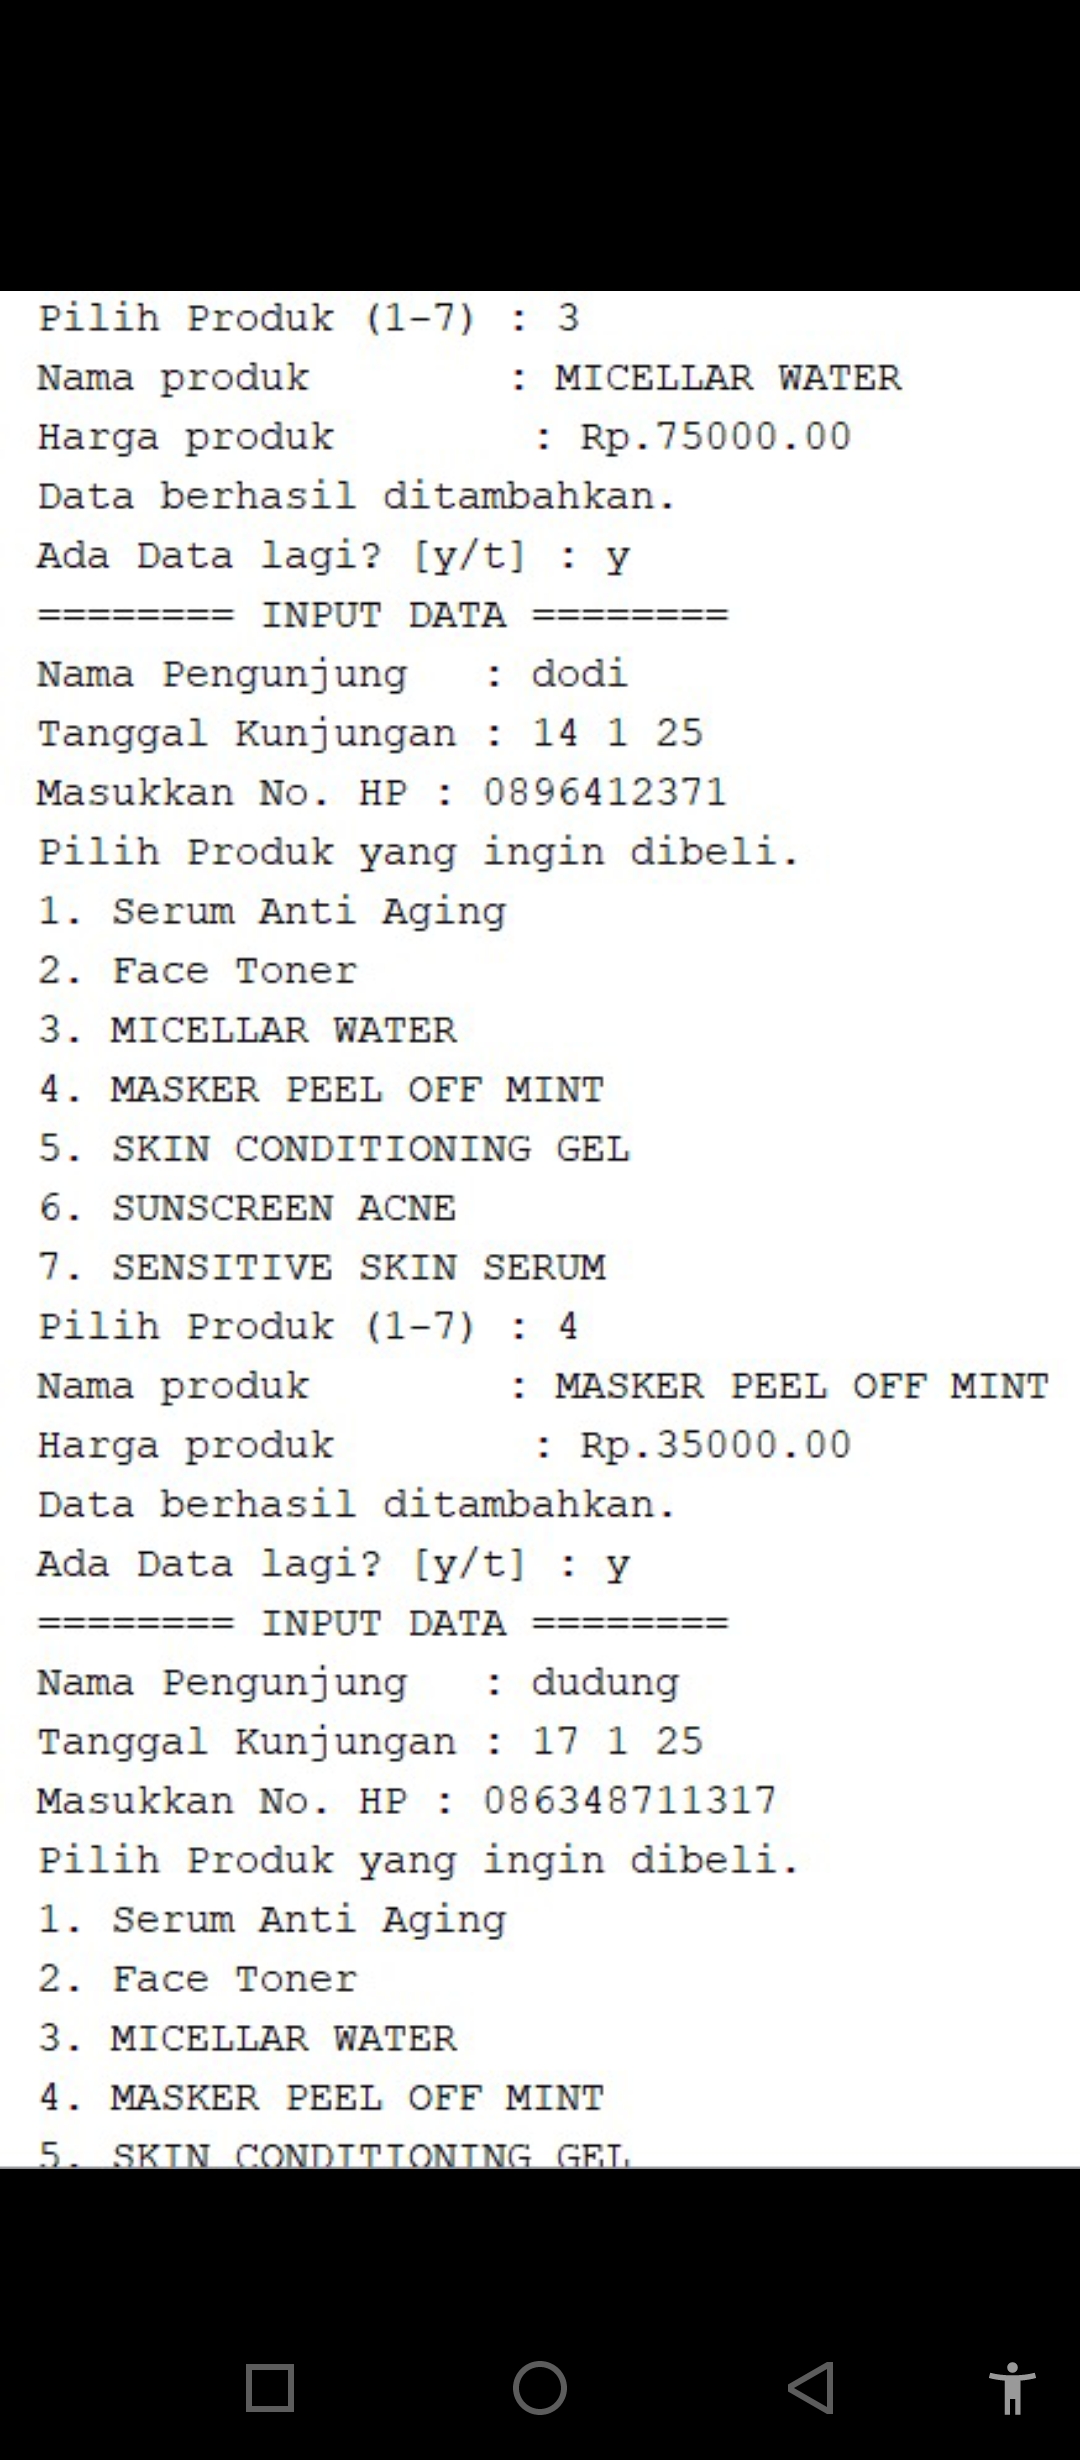 Pilih Produk (1-7) : 3
Nama produk : MICELLAR WATER
Harga produk : Rp.75000.00
Data berhasil ditambahkan.
Ada Data lagi? [y/t] : y
======== INPUT DATA ========
Nama Pengunjung : dodi
Tanggal Kunjungan : 14 1 25
Masukkan No. HP : 0896412371
Pilih Produk yang ingin dibeli.
1. Serum Anti Aging
2. Face Toner
3. MICELLAR WATER
4. MASKER PEEL OFF MINT
5. SKIN CONDITIONING GEL
6. SUNSCREEN ACNE
7. SENSITIVE SKIN SERUM
Pilih Produk (1-7) : 4
Nama produk : MASKER PEEL OFF MINT
Harga produk : Rp.35000.00
Data berhasil ditambahkan.
Ada Data lagi? [y/t] : y
======== INPUT DATA ========
Nama Pengunjung : dudung
Tanggal Kunjungan : 17 1 25
Masukkan No. HP : 086348711317
Pilih Produk yang ingin dibeli.
1. Serum Anti Aging
2. Face Toner
3. MICELLAR WATER
4. MASKER PEEL OFF MINT
5. SKIN CONDITIONING GEL